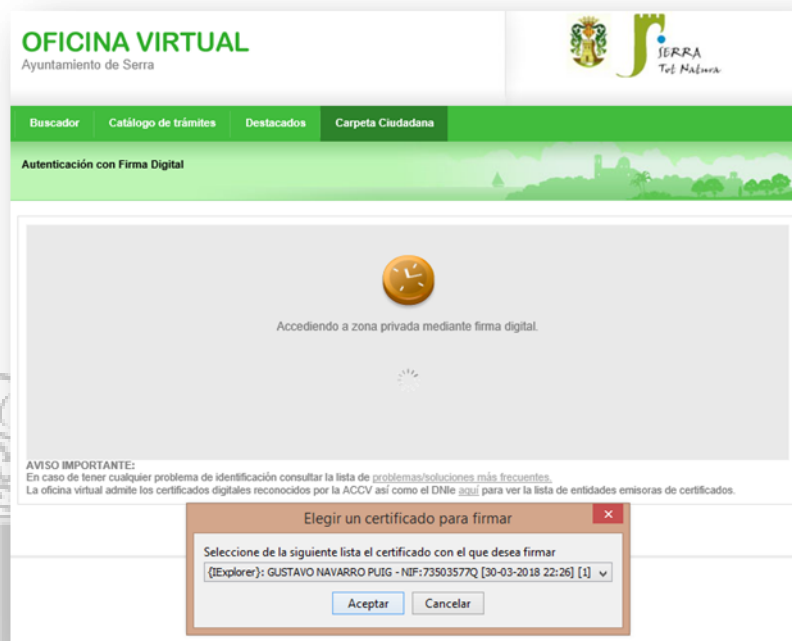 OFICINA VIRTUAL
Ayuntamiento de Serra
SERRA
Tot Natura
Buscador Catálogo de trámites Destacados Carpeta Ciudadana
Autenticación con Firma Digital
Accediendo a zona privada mediante firma digital.
AVISO IMPORTANTE:
En caso de tener cualquier problema de identificación consultar la lista de problemas/soluciones más frecuentes.
La oficina virtual admite los certificados digitales reconocidos por la ACCV así como el DNIe aquí para ver la lista de entidades emisoras de certificados.
Elegir un certificado para firmar
Seleccione de la siguiente lista el certificado con el que desea firmar
{IExplorer}: GUSTAVO NAVARRO PUIG - NIF:73503577Q [30-03-2018 22:26] [1]
Aceptar Cancelar